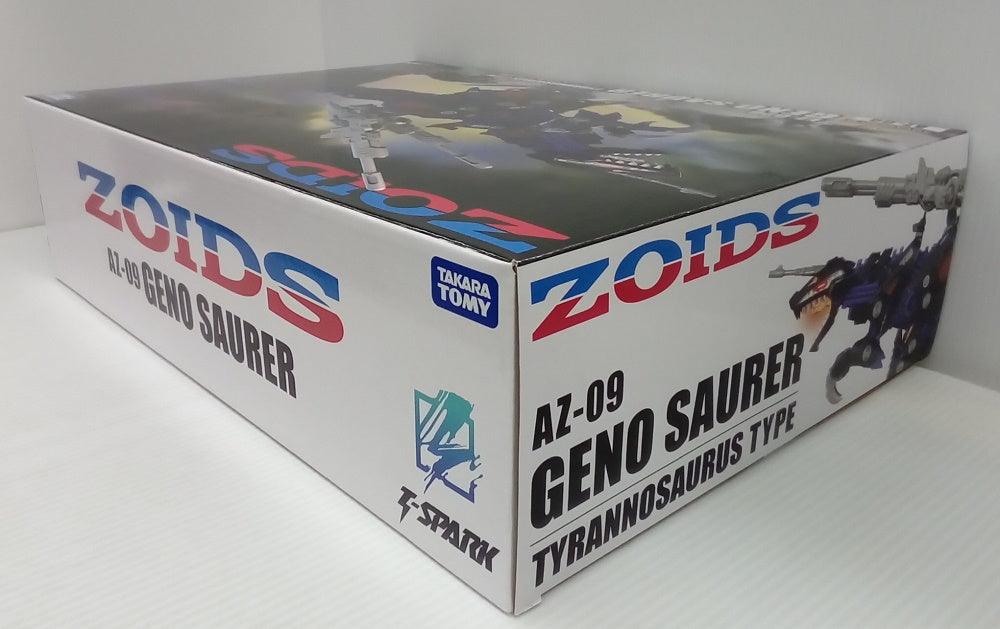 ZOIDS
ZOIDS
AZ-09 GENO SAURER
TAKARA
TOMY
T-SPARK
ZOIDS
AZ-09
GENO SAURER
TYRANNOSAURUS TYPE